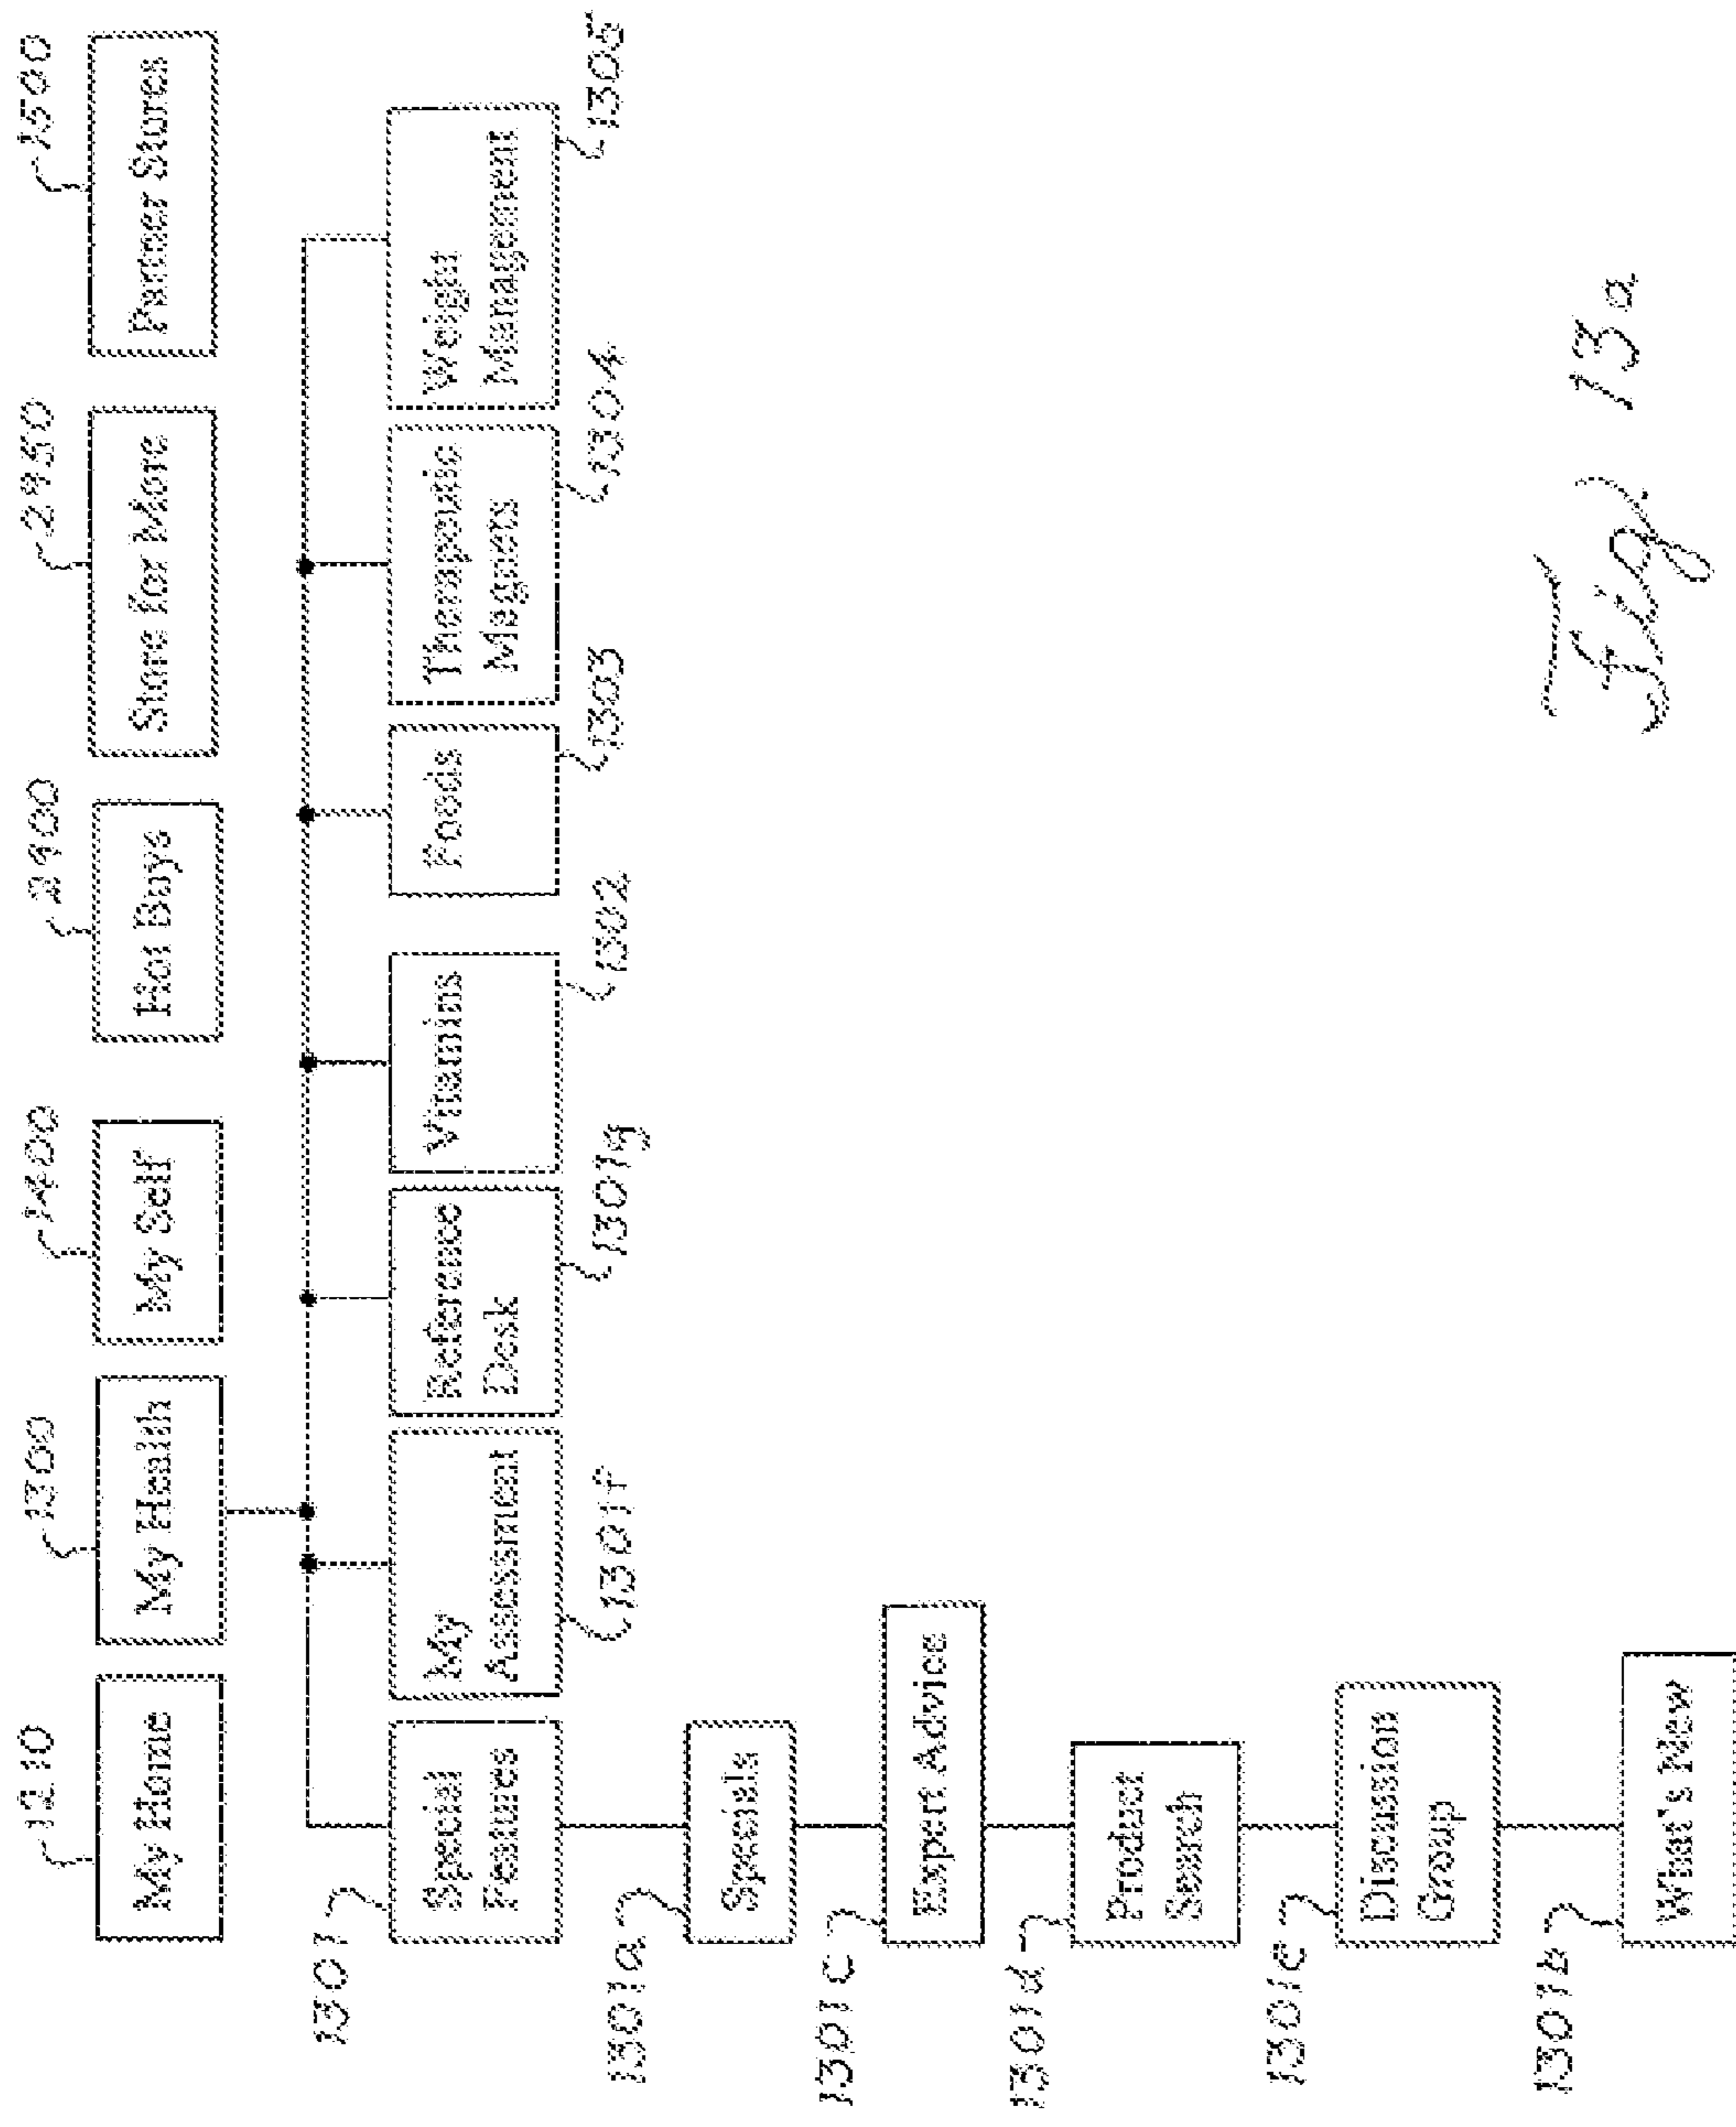 1210
1300
1400
2900
2950
1500
My Home
My Health
My Self
Hot Buys
Store for More
Partner Stores
1301
Special
Features
My
Assessment
Reference
Desk
Vitamins
Foods
Therapeutic
Magnets
Weight
Management
1301f
1301g
1302
1303
1304
1305
1301a
Specials
1301c
Expert Advice
1301d
Product
Search
1301e
Discussion
Group
1301b
What's New
Fig 13a